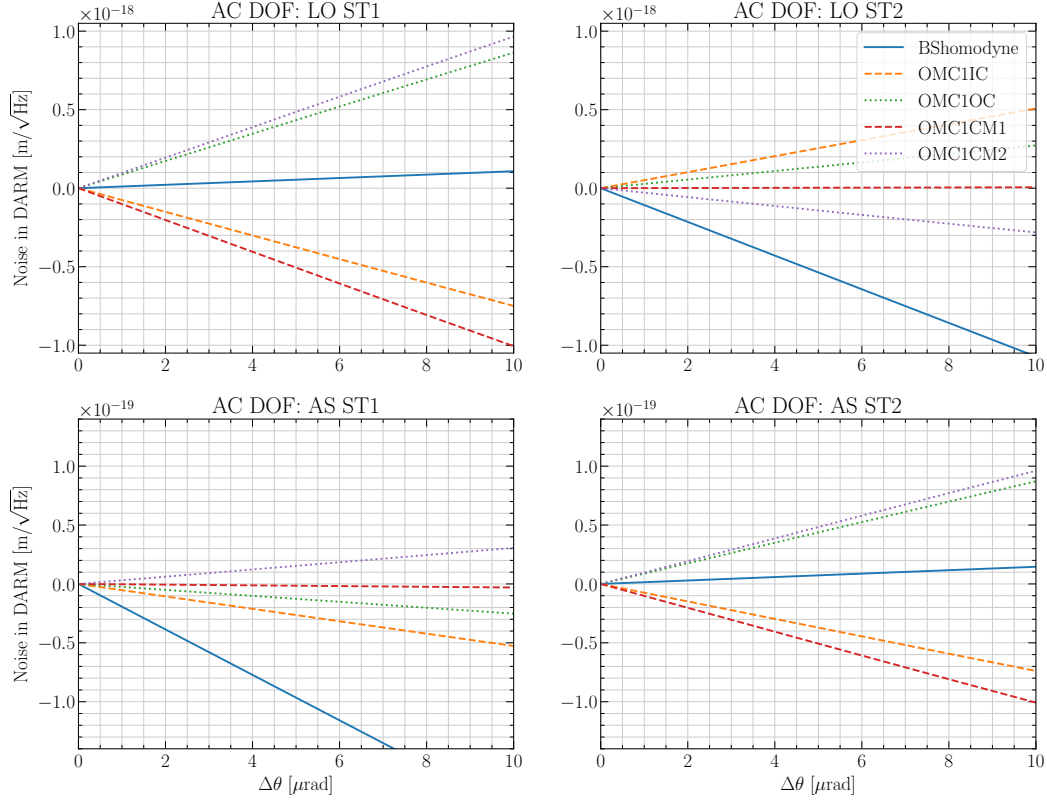 ×10−18
AC DOF: LO ST1
AC DOF: LO ST2
×10−18
1.0
0.5
0.0
−0.5
−1.0
Noise in DARM [m/√Hz]
0 2 4 6 8 10
1.0
0.5
0.0
−0.5
−1.0
0 2 4 6 8 10
BShomodyne
OMC1IC
OMC1OC
OMC1CM1
OMC1CM2
×10−19
AC DOF: AS ST1
×10−19
AC DOF: AS ST2
1.0
0.5
0.0
−0.5
−1.0
Noise in DARM [m/√Hz]
0 2 4 6 8 10
Δθ [μrad]
1.0
0.5
0.0
−0.5
−1.0
0 2 4 6 8 10
Δθ [μrad]